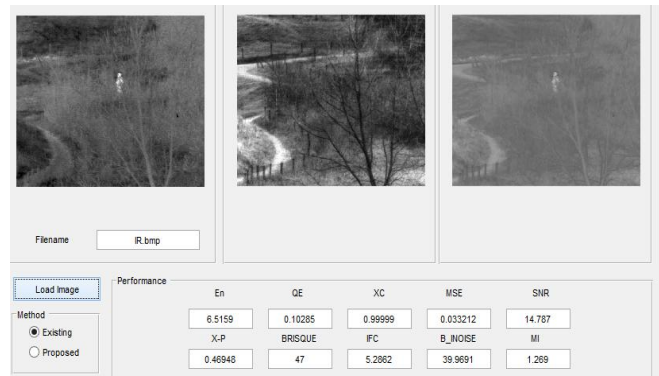 Filename IR.bmp
Load Image
Method
Existing
Proposed
Performance
En QE XC MSE SNR
6.5159 0.10285 0.99999 0.033212 14.787
X-P BRISQUE IFC B_INOISE MI
0.46948 47 5.2862 39.9691 1.269